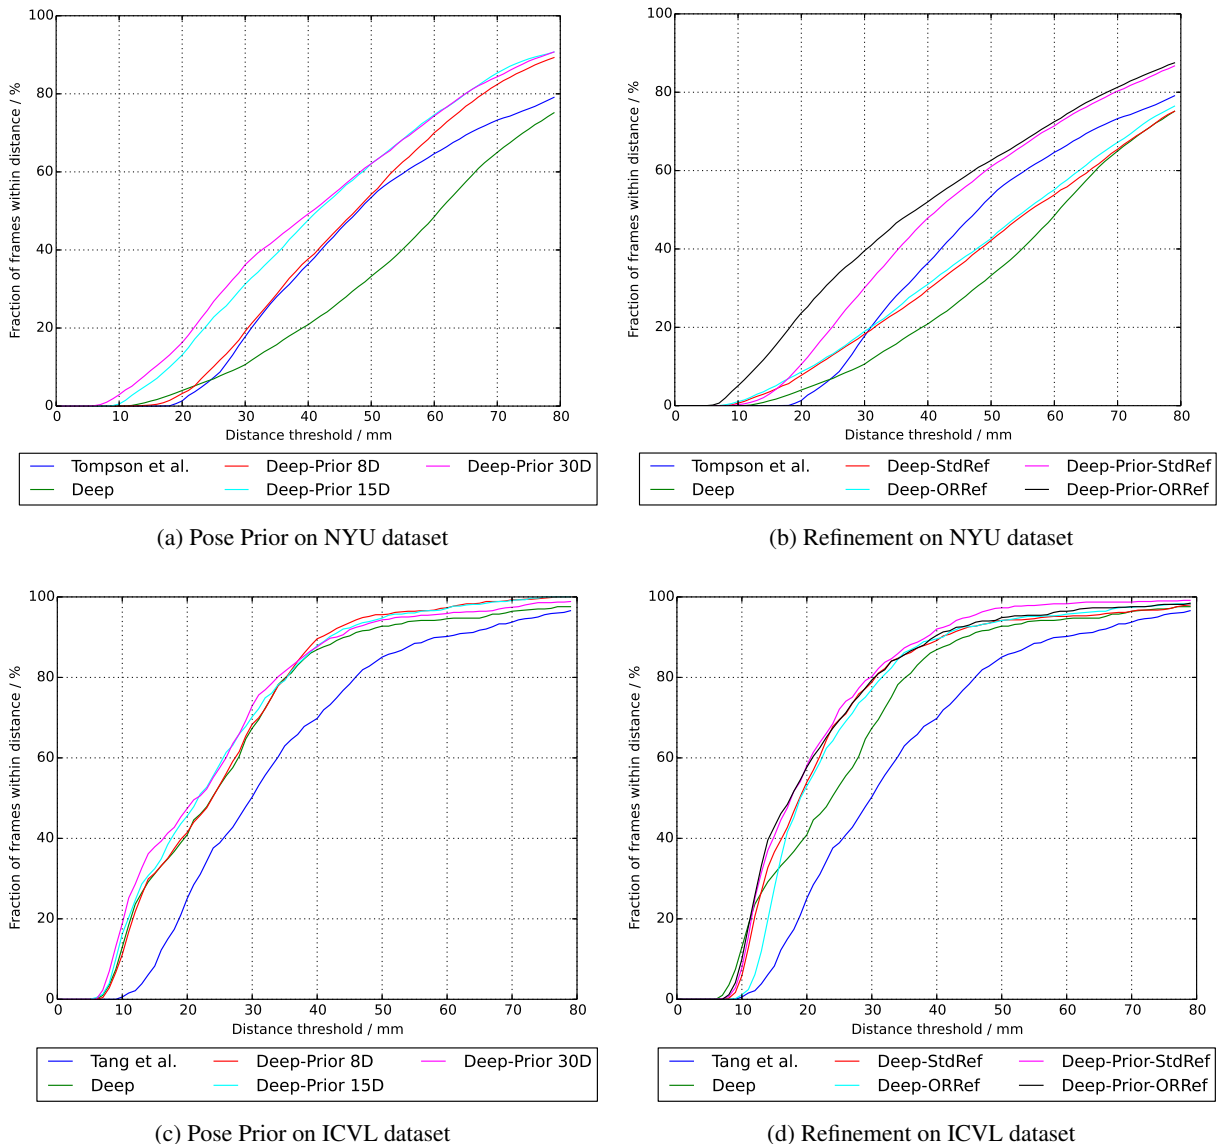 100
80
60
40
20
0
Fraction of frames within distance / %
0 10 20 30 40 50 60 70 80
Distance threshold / mm
Tompson et al. Deep-Prior 8D Deep-Prior 30D
Deep Deep-Prior 15D
(a) Pose Prior on NYU dataset
100
80
60
40
20
0
Fraction of frames within distance / %
0 10 20 30 40 50 60 70 80
Distance threshold / mm
Tompson et al. Deep-StdRef Deep-Prior-StdRef
Deep Deep-ORRef Deep-Prior-ORRef
(b) Refinement on NYU dataset
100
80
60
40
20
0
Fraction of frames within distance / %
0 10 20 30 40 50 60 70 80
Distance threshold / mm
Tang et al. Deep-Prior 8D Deep-Prior 30D
Deep Deep-Prior 15D
(c) Pose Prior on ICVL dataset
100
80
60
40
20
0
Fraction of frames within distance / %
0 10 20 30 40 50 60 70 80
Distance threshold / mm
Tang et al. Deep-StdRef Deep-Prior-StdRef
Deep Deep-ORRef Deep-Prior-ORRef
(d) Refinement on ICVL dataset